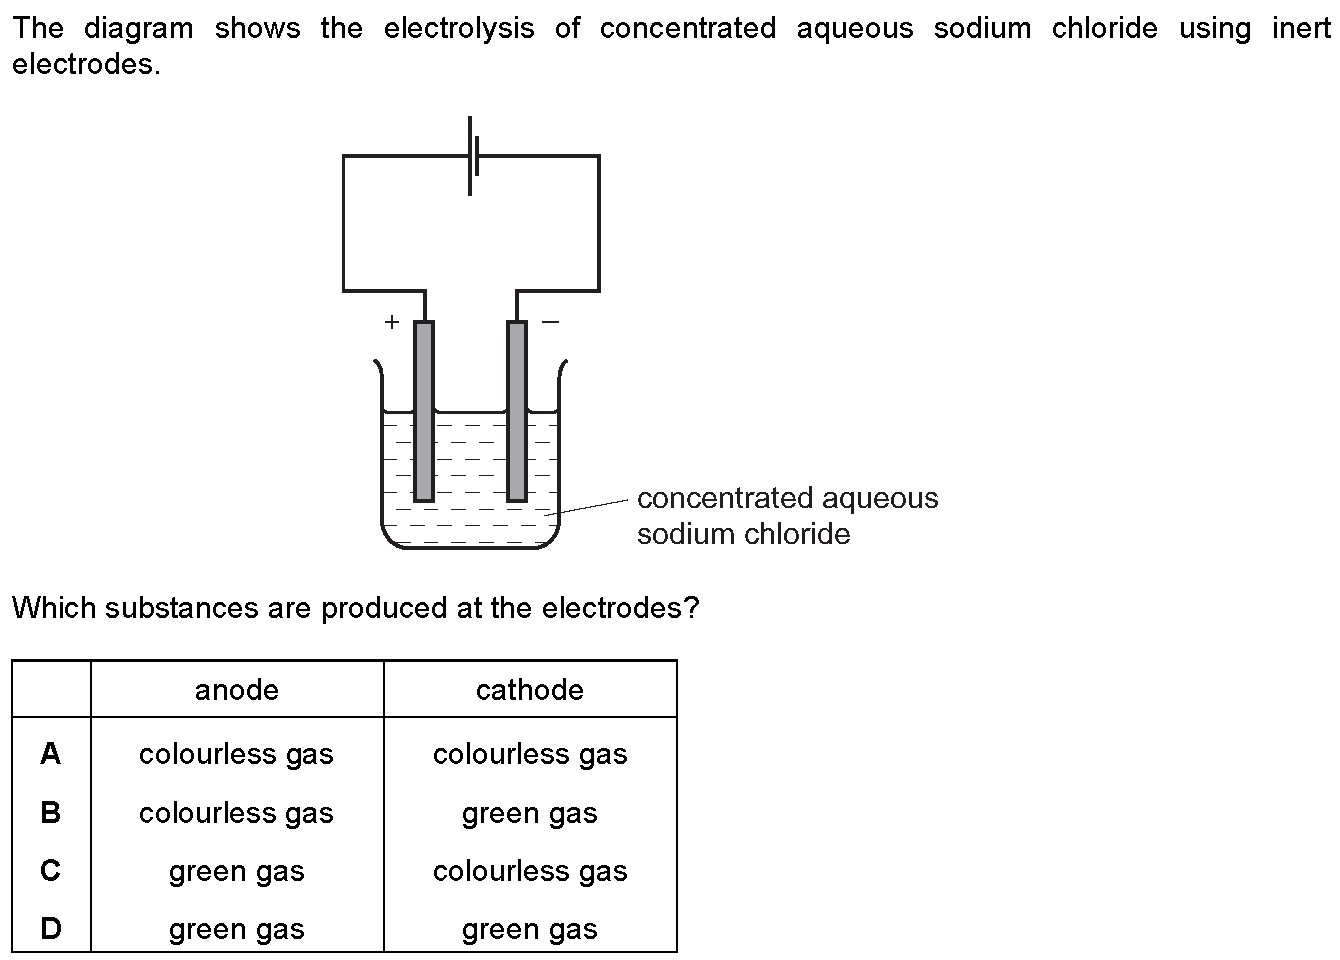 The diagram shows the electrolysis of concentrated aqueous sodium chloride using inert
electrodes.
+ –
concentrated aqueous
sodium chloride
Which substances are produced at the electrodes?
anode cathode
A colourless gas colourless gas
B colourless gas green gas
C green gas colourless gas
D green gas green gas